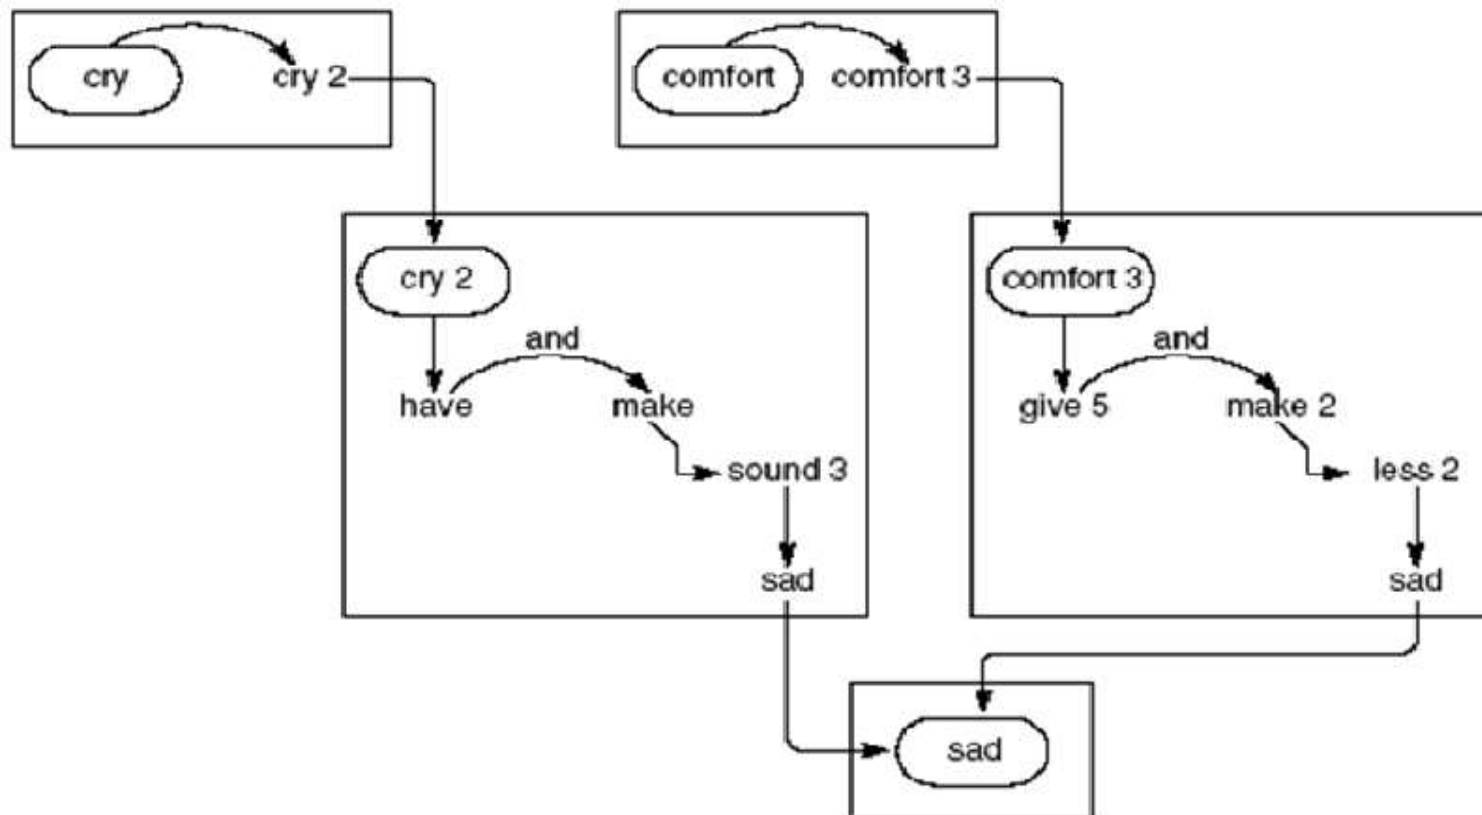 cry cry 2 comfort comfort 3
cry 2 comfort 3
and and
have make give 5 make 2
sound 3 less 2
sad sad
sad